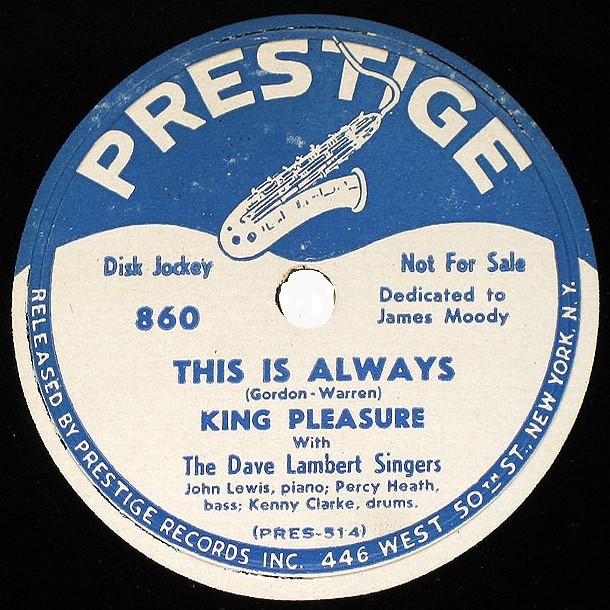 PRESTIGE
Disk Jockey
Not For Sale
860
Dedicated to
James Moody
THIS IS ALWAYS
(Gordon-Warren)
KING PLEASURE
With
The Dave Lambert Singers
John Lewis, piano; Percy Heath,
bass; Kenny Clarke, drums.
(PRES-514)
RELEASED BY PRESTIGE RECORDS INC. 446 WEST 50TH ST., NEW YORK, N.Y.